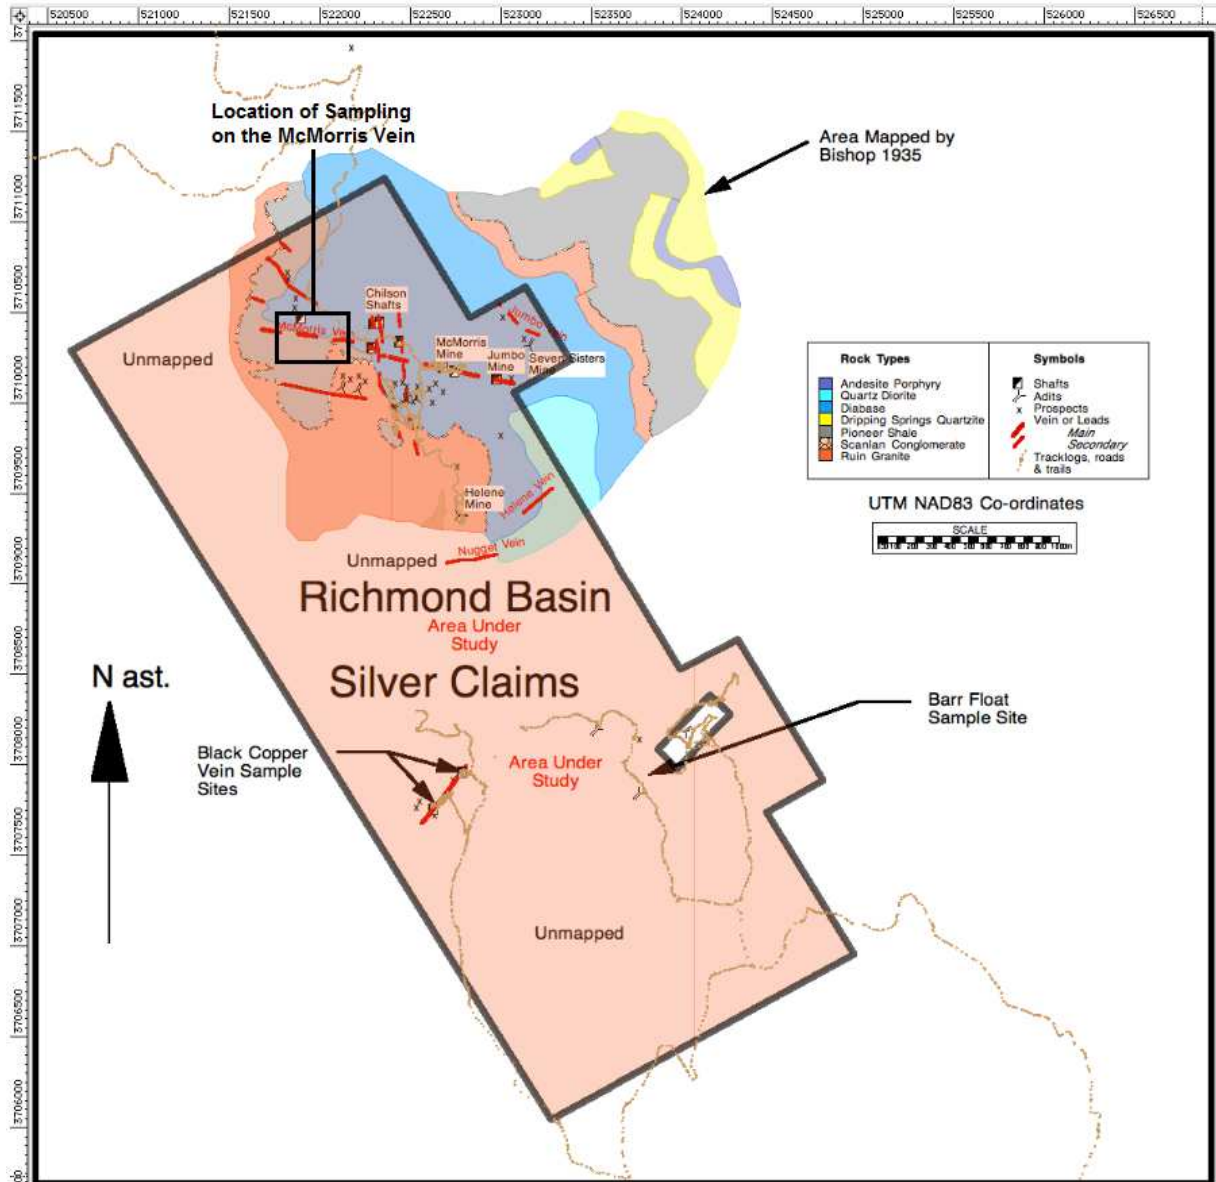 520500 521000 521500 522000 522500 523000 523500 524000 524500 525000 525500 526000 526500
3711500
3711000
3710500
3710000
3709500
3709000
3708500
3708000
3707500
3707000
3706500
3706000
Location of Sampling
on the McMorris Vein
Area Mapped by
Bishop 1935
Chilson
Shafts
McMorris Vein
Jumbo Vein
McMorris
Mine
Jumbo
Mine
Seven Sisters
Mine
Unmapped
Helene
Mine
Helene Vein
Nugget Vein
Unmapped
Rock Types
Andesite Porphyry
Quartz Diorite
Diabase
Dripping Springs Quartzite
Pioneer Shale
Scanlan Conglomerate
Ruin Granite
Symbols
Shafts
Adits
Prospects
Vein or Leads
Main
Secondary
Tracklogs, roads
& trails
UTM NAD83 Co-ordinates
SCALE
Richmond Basin
Area Under
Study
Silver Claims
N ast.
Barr Float
Sample Site
Black Copper
Vein Sample
Sites
Area Under
Study
Unmapped